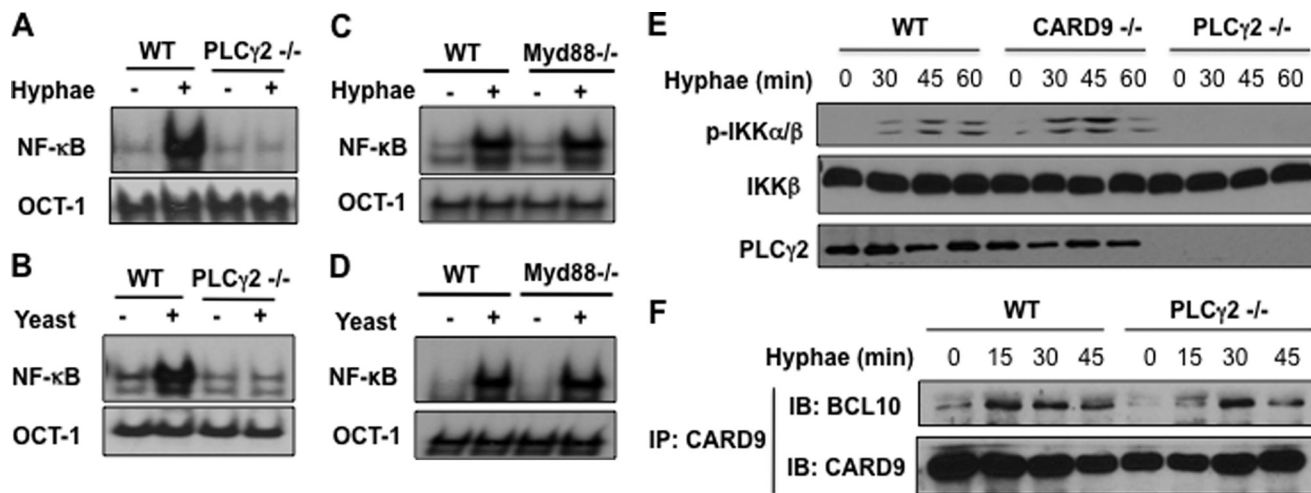 A
WT PLCγ2 -/-
Hyphae - + - +
NF-κB
OCT-1
B
WT PLCγ2 -/-
Yeast - + - +
NF-κB
OCT-1
C
WT Myd88-/-
Hyphae - + - +
NF-κB
OCT-1
D
WT Myd88-/-
Yeast - + - +
NF-κB
OCT-1
E
WT CARD9 -/- PLCγ2 -/-
Hyphae (min) 0 30 45 60 0 30 45 60 0 30 45 60
p-IKKα/β
IKKβ
PLCγ2
F
WT PLCγ2 -/-
Hyphae (min) 0 15 30 45 0 15 30 45
IP: CARD9
IB: BCL10
IB: CARD9